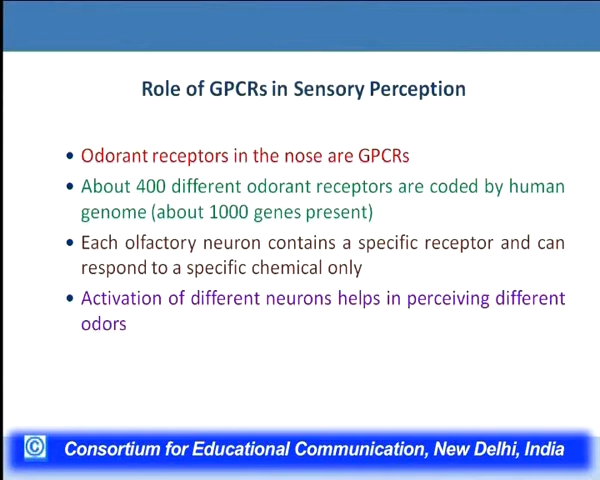 Role of GPCRs in Sensory Perception
• Odorant receptors in the nose are GPCRs
• About 400 different odorant receptors are coded by human
genome (about 1000 genes present)
• Each olfactory neuron contains a specific receptor and can
respond to a specific chemical only
• Activation of different neurons helps in perceiving different
odors
© Consortium for Educational Communication, New Delhi, India